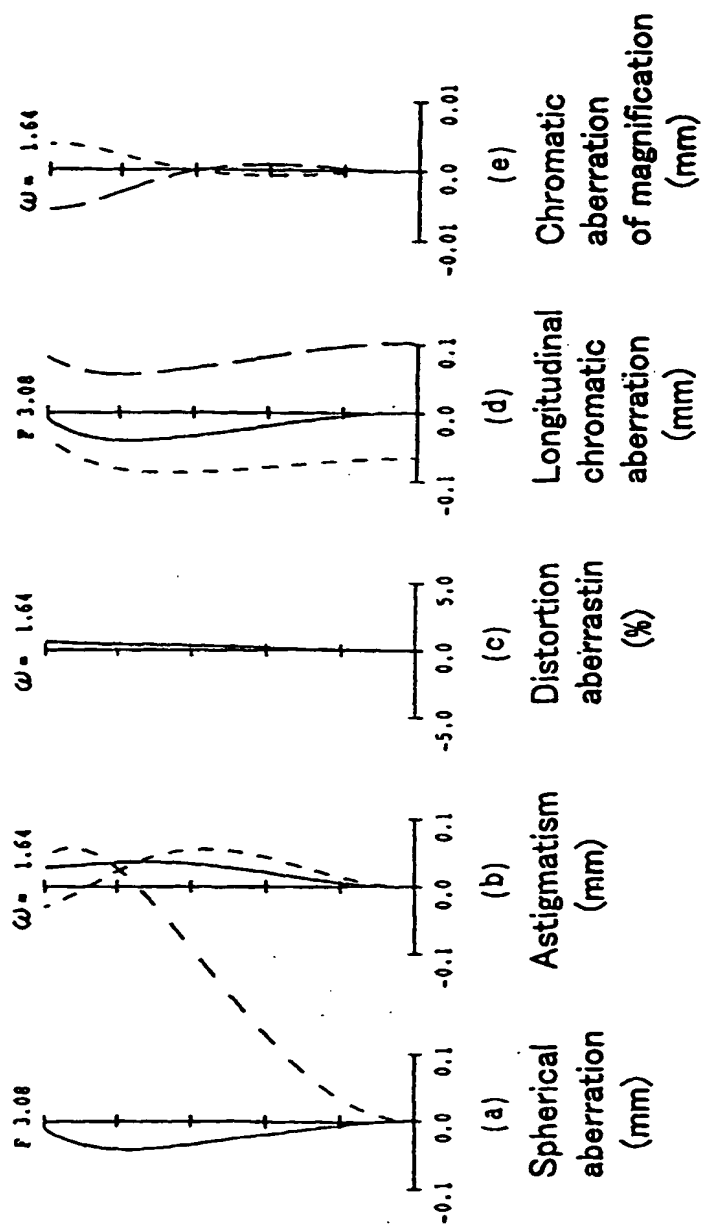 F 3.08
-0.1 0.0 0.1
(a)
Spherical
aberration
(mm)
ω= 1.64
-0.1 0.0 0.1
(b)
Astigmatism
(mm)
ω= 1.64
-5.0 0.0 5.0
(c)
Distortion
aberrastin
(%)
F 3.08
-0.1 0.0 0.1
(d)
Longitudinal
chromatic
aberration
(mm)
ω= 1.64
-0.01 0.0 0.01
(e)
Chromatic
aberration
of magnification
(mm)